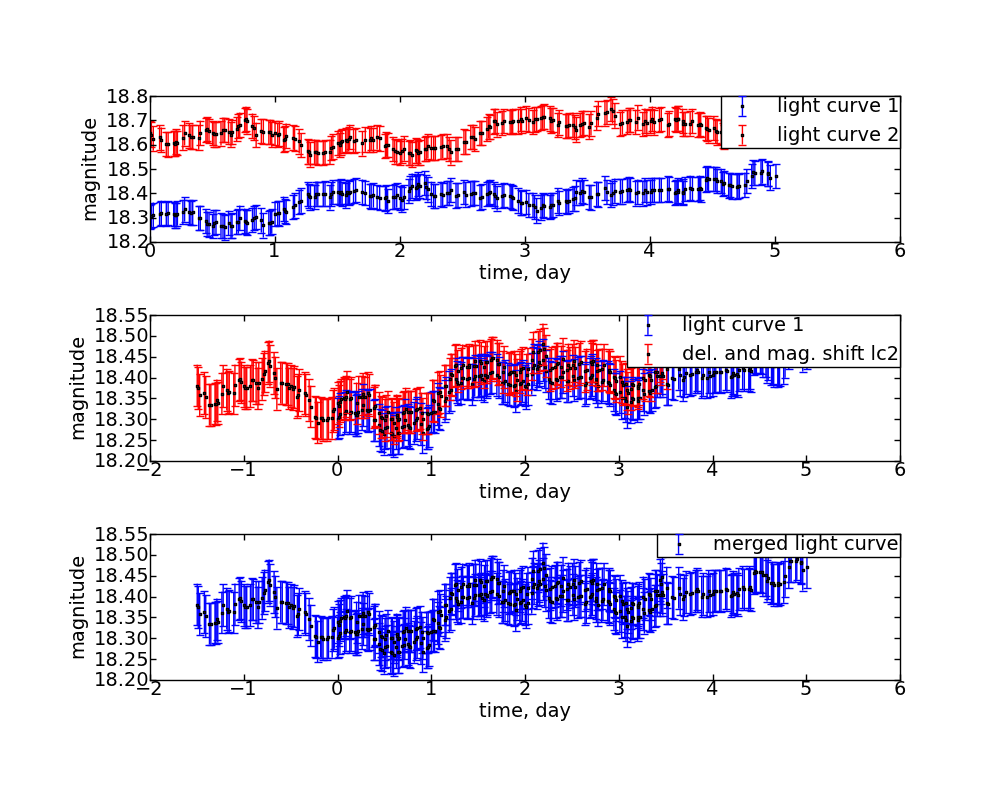 18.8
18.7
18.6
18.5
18.4
18.3
18.2
magnitude
light curve 1
light curve 2
0 1 2 3 4 5 6
time, day
18.55
18.50
18.45
18.40
18.35
18.30
18.25
18.20
magnitude
light curve 1
del. and mag. shift lc2
−2 −1 0 1 2 3 4 5 6
time, day
18.55
18.50
18.45
18.40
18.35
18.30
18.25
18.20
magnitude
merged light curve
−2 −1 0 1 2 3 4 5 6
time, day